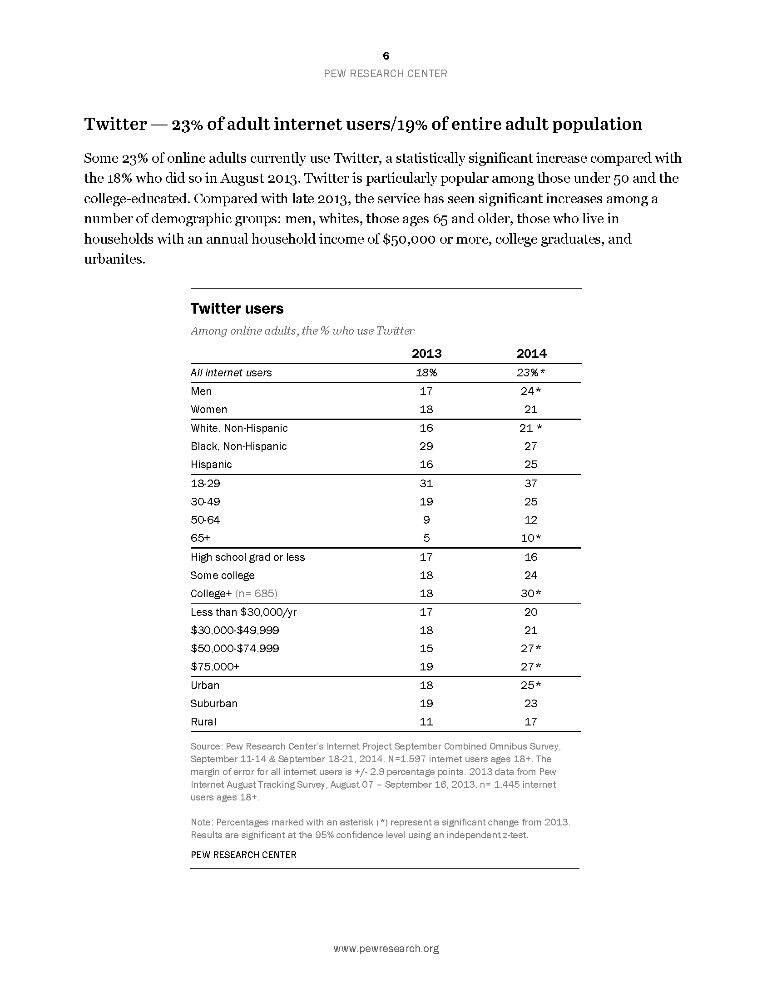 6
PEW RESEARCH CENTER
Twitter — 23% of adult internet users/19% of entire adult population
Some 23% of online adults currently use Twitter, a statistically significant increase compared with
the 18% who did so in August 2013. Twitter is particularly popular among those under 50 and the
college-educated. Compared with late 2013, the service has seen significant increases among a
number of demographic groups: men, whites, those ages 65 and older, those who live in
households with an annual household income of $50,000 or more, college graduates, and
urbanites.
Twitter users
Among online adults, the % who use Twitter
2013 2014
All internet users 18% 23%*
Men 17 24*
Women 18 21
White, Non-Hispanic 16 21 *
Black, Non-Hispanic 29 27
Hispanic 16 25
18-29 31 37
30-49 19 25
50-64 9 12
65+ 5 10*
High school grad or less 17 16
Some college 18 24
College+ (n= 685) 18 30*
Less than $30,000/yr 17 20
$30,000-$49,999 18 21
$50,000-$74,999 15 27*
$75,000+ 19 27*
Urban 18 25*
Suburban 19 23
Rural 11 17
Source: Pew Research Center's Internet Project September Combined Omnibus Survey,
September 11-14 & September 18-21, 2014. N=1,597 internet users ages 18+. The
margin of error for all internet users is +/- 2.9 percentage points. 2013 data from Pew
Internet August Tracking Survey, August 07 – September 16, 2013, n= 1,445 internet
users ages 18+.
Note: Percentages marked with an asterisk (*) represent a significant change from 2013.
Results are significant at the 95% confidence level using an independent z-test.
PEW RESEARCH CENTER
www.pewresearch.org